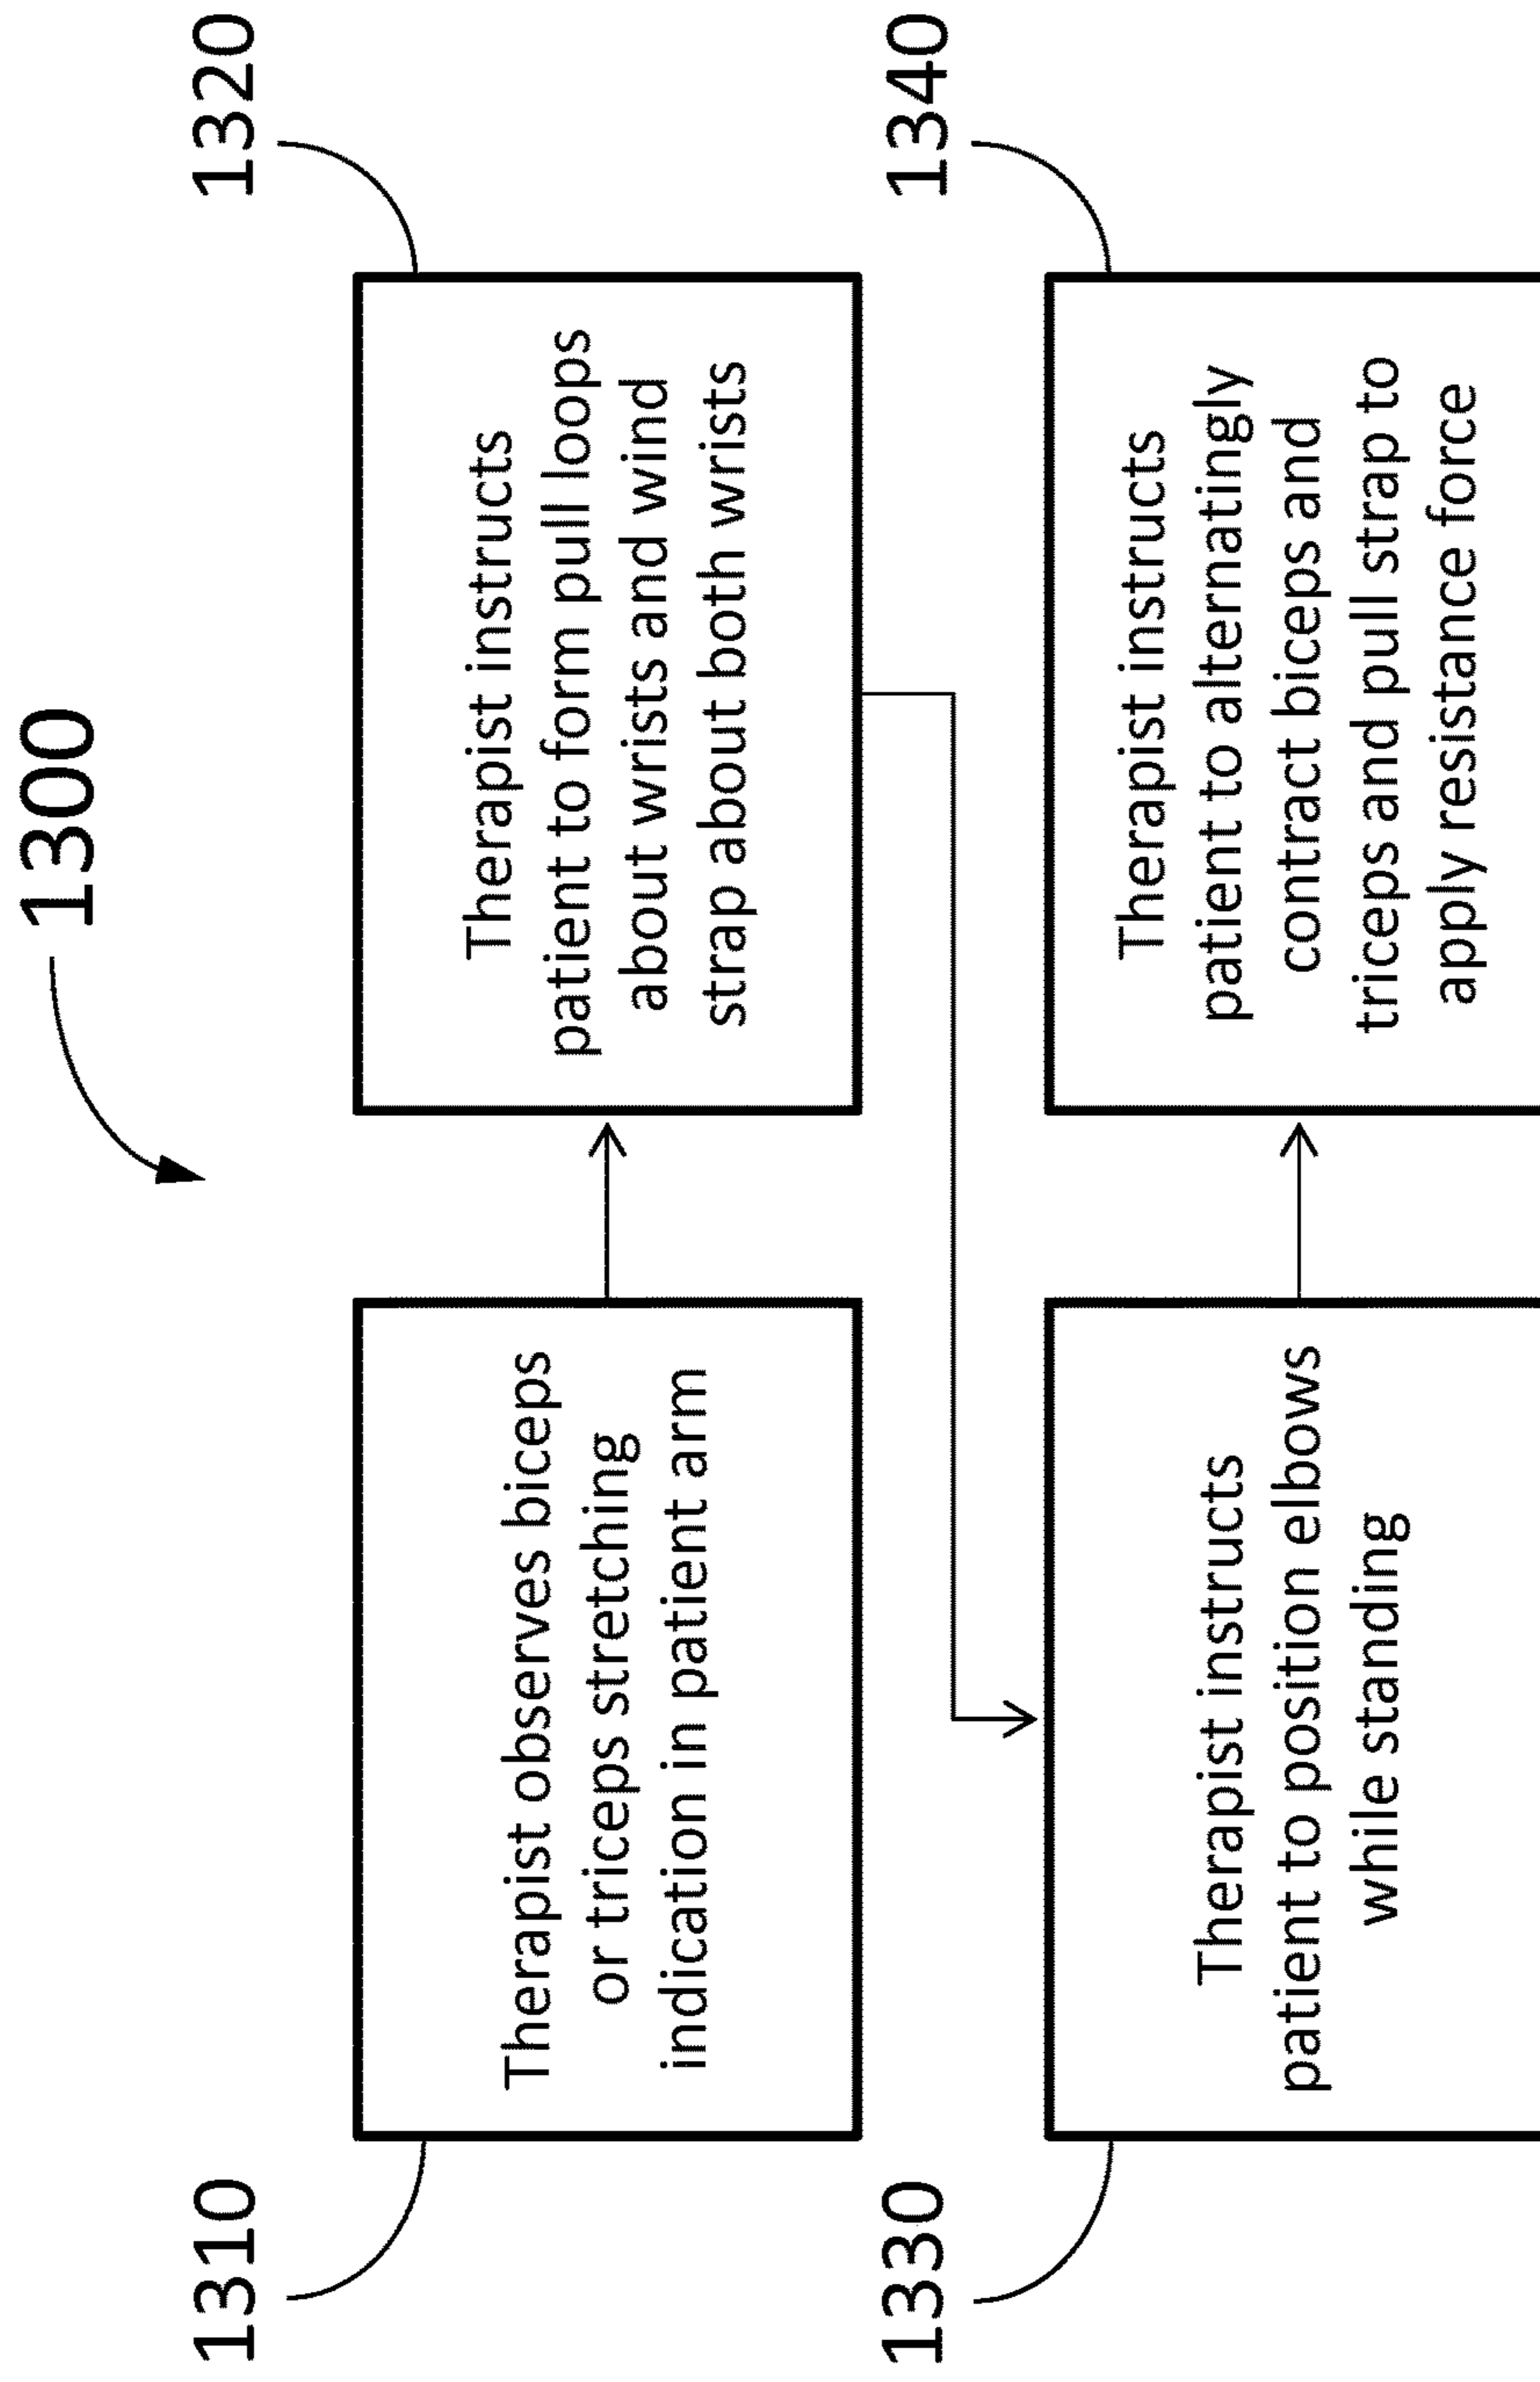 1300
1310
Therapist observes biceps
or triceps stretching
indication in patient arm
1320
Therapist instructs
patient to form pull loops
about wrists and wind
strap about both wrists
1330
Therapist instructs
patient to position elbows
while standing
1340
Therapist instructs
patient to alternatingly
contract biceps and
triceps and pull strap to
apply resistance force